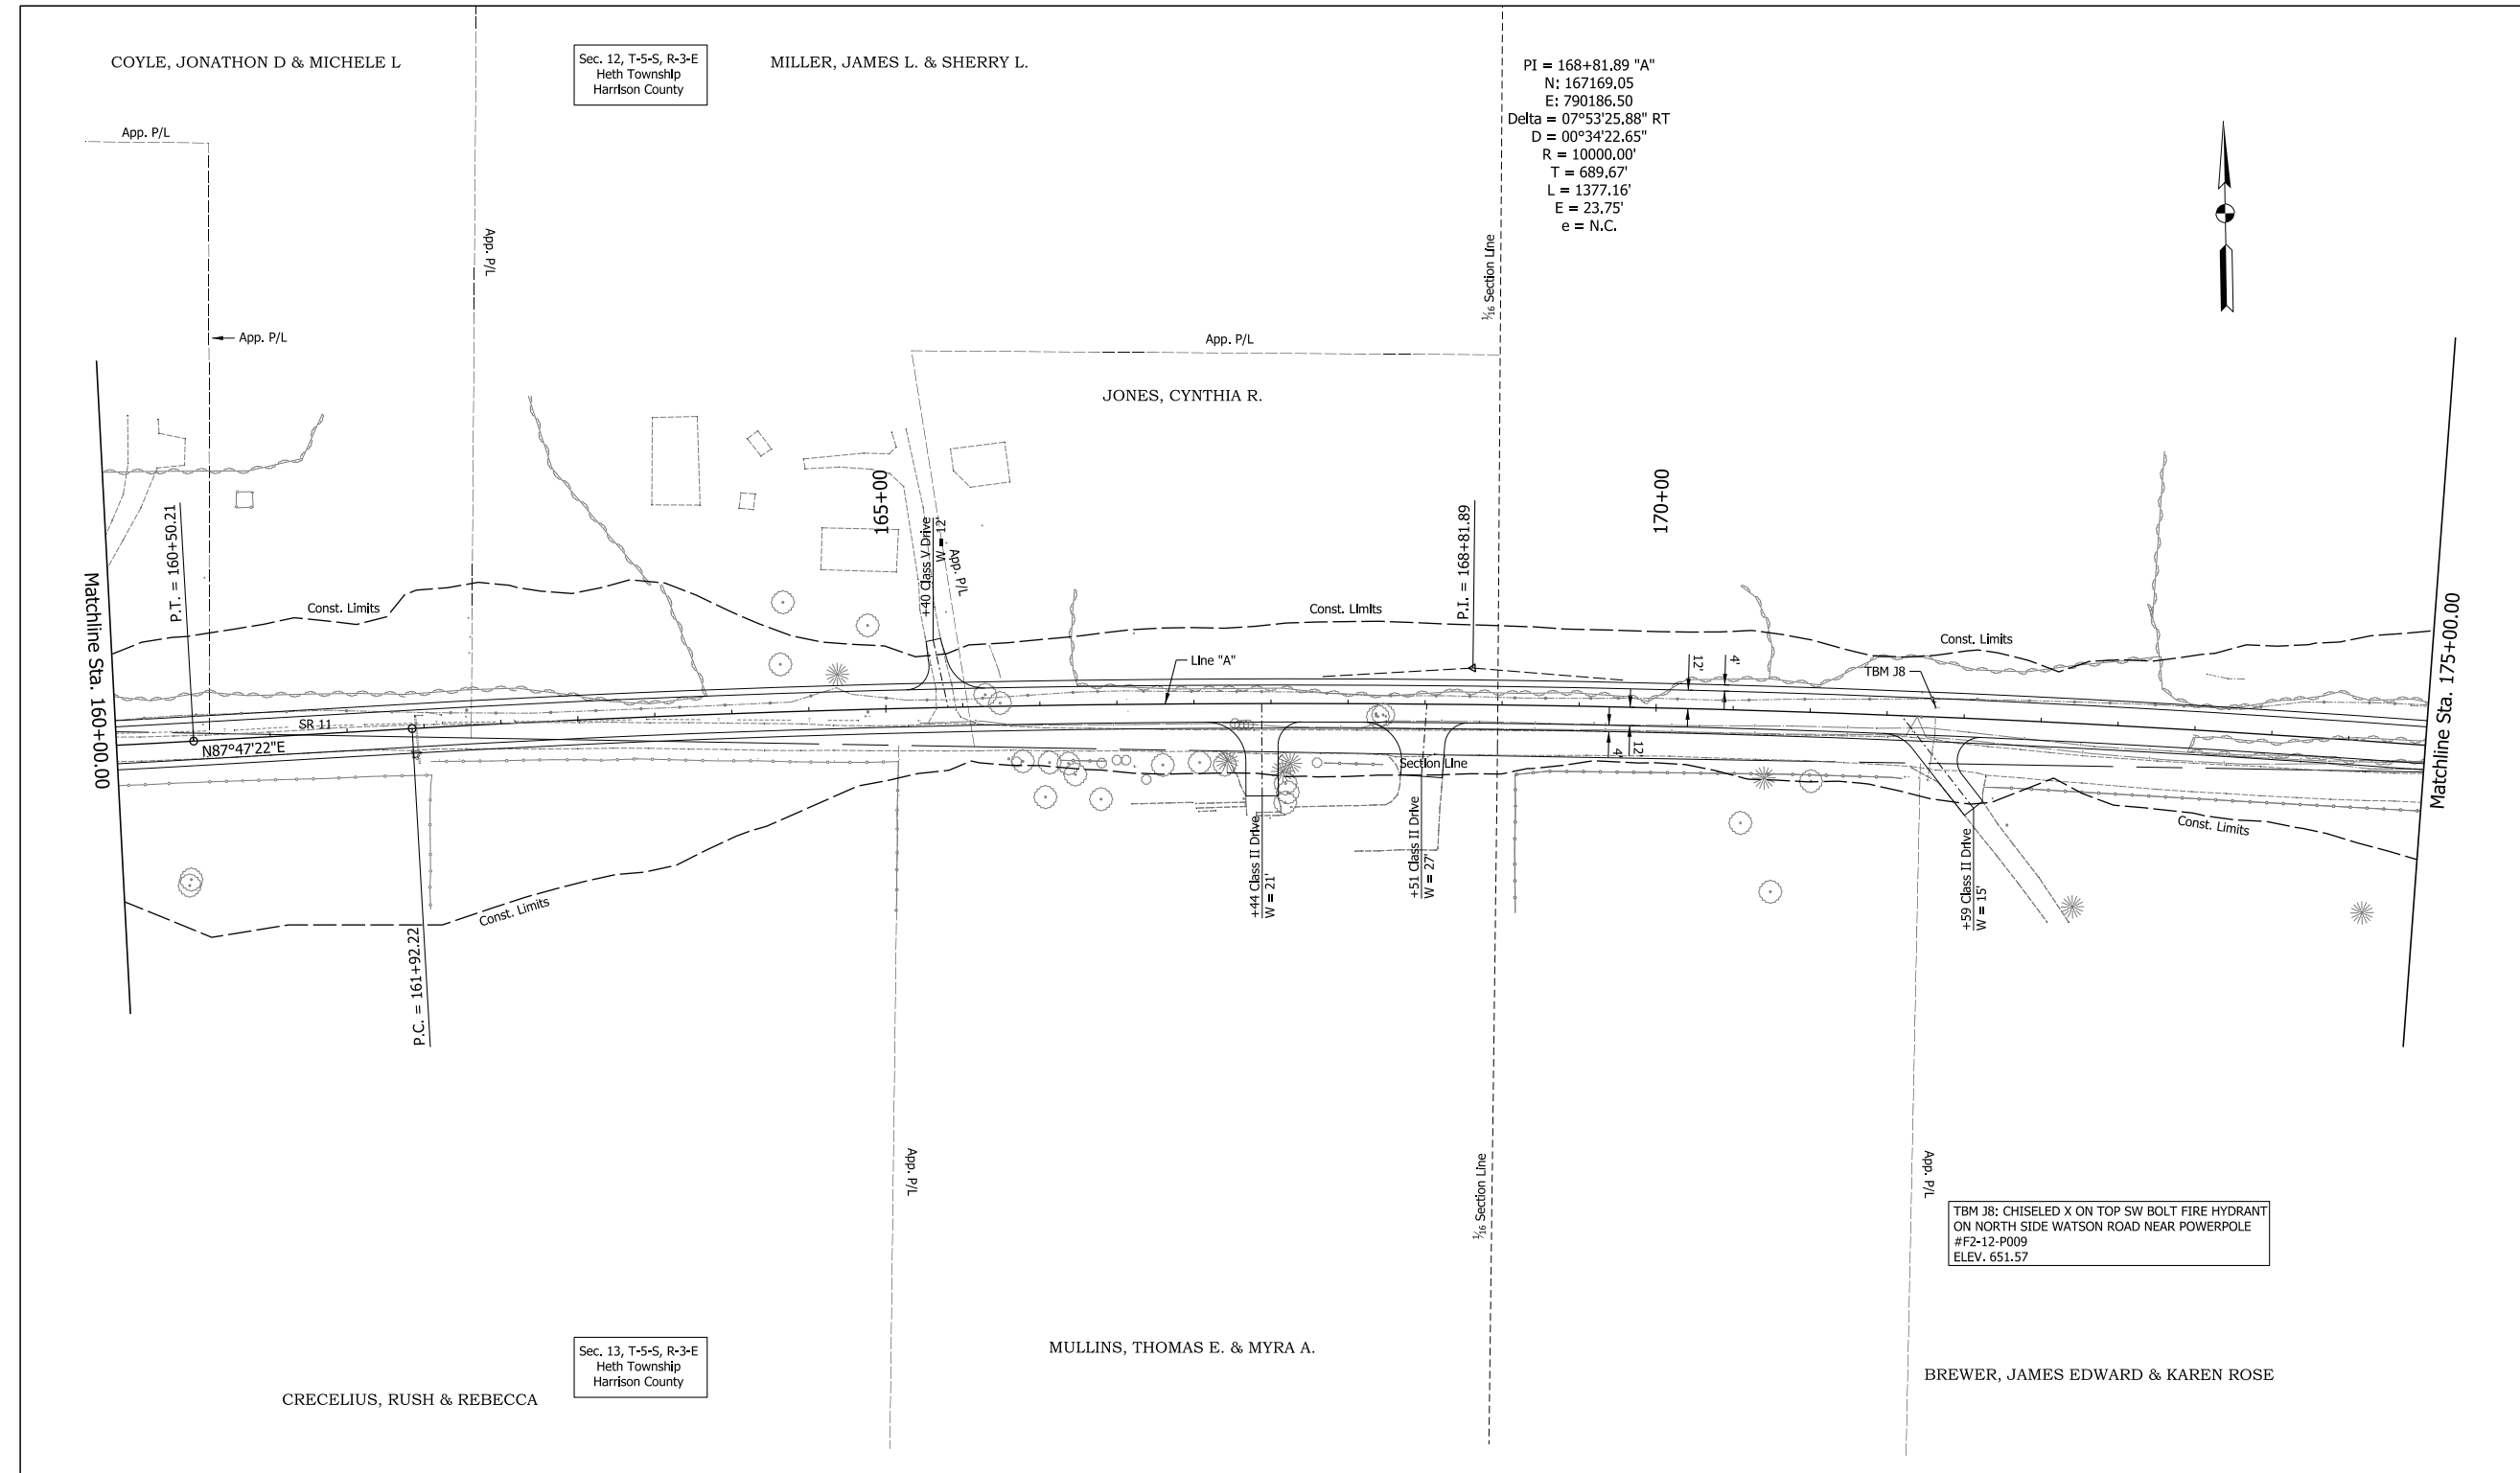 COYLE, JONATHON D & MICHELE L
Sec. 12, T-5-S, R-3-E
Heth Township
Harrison County
MILLER, JAMES L. & SHERRY L.
PI = 168+81.89 "A"
N: 167169.05
E: 790186.50
Delta = 07°53'25.88" RT
D = 00°34'22.65"
R = 10000.00'
T = 689.67'
L = 1377.16'
E = 23.75'
e = N.C.
App. P/L
App. P/L
App. P/L
App. P/L
1/16 Section Line
JONES, CYNTHIA R.
165+00
170+00
P.T. = 160+50.21
+40 Class V Drive
W = 12'
App. P/L
P.I. = 168+81.89
Matchline Sta. 160+00.00
Matchline Sta. 175+00.00
Const. Limits
Const. Limits
Const. Limits
Line "A"
12'
4'
TBM J8
SR 11
N87°47'22"E
12'
4'
Section Line
Const. Limits
Const. Limits
P.C. = 161+92.22
+44 Class II Drive
W = 21'
+51 Class II Drive
W = 27'
+59 Class II Drive
W = 15'
App. P/L
1/16 Section Line
App. P/L
TBM J8: CHISELED X ON TOP SW BOLT FIRE HYDRANT
ON NORTH SIDE WATSON ROAD NEAR POWERPOLE
#F2-12-P009
ELEV. 651.57
Sec. 13, T-5-S, R-3-E
Heth Township
Harrison County
MULLINS, THOMAS E. & MYRA A.
BREWER, JAMES EDWARD & KAREN ROSE
CRECELIUS, RUSH & REBECCA